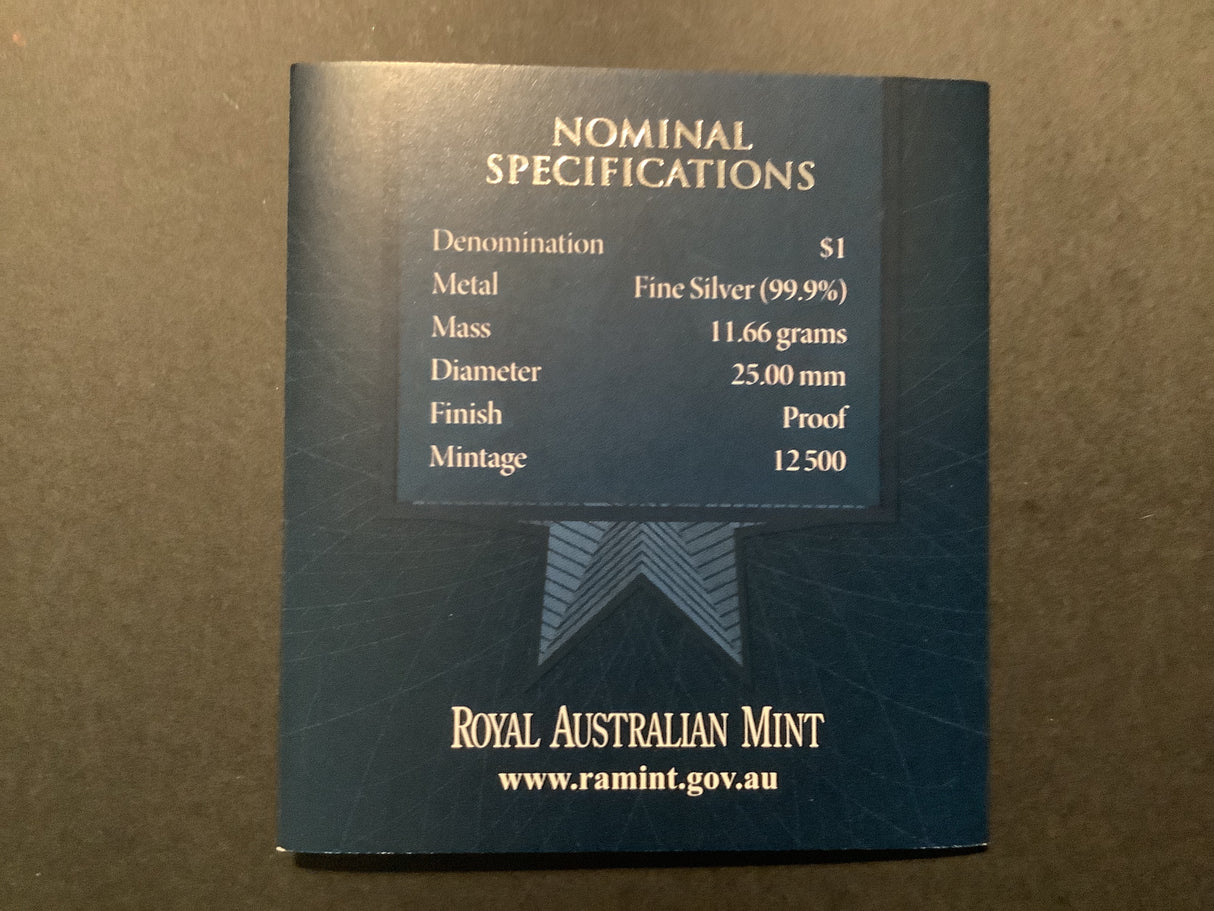 NOMINAL
SPECIFICATIONS
Denomination $1
Metal Fine Silver (99.9%)
Mass 11.66 grams
Diameter 25.00 mm
Finish Proof
Mintage 12 500
ROYAL AUSTRALIAN MINT
www.ramint.gov.au